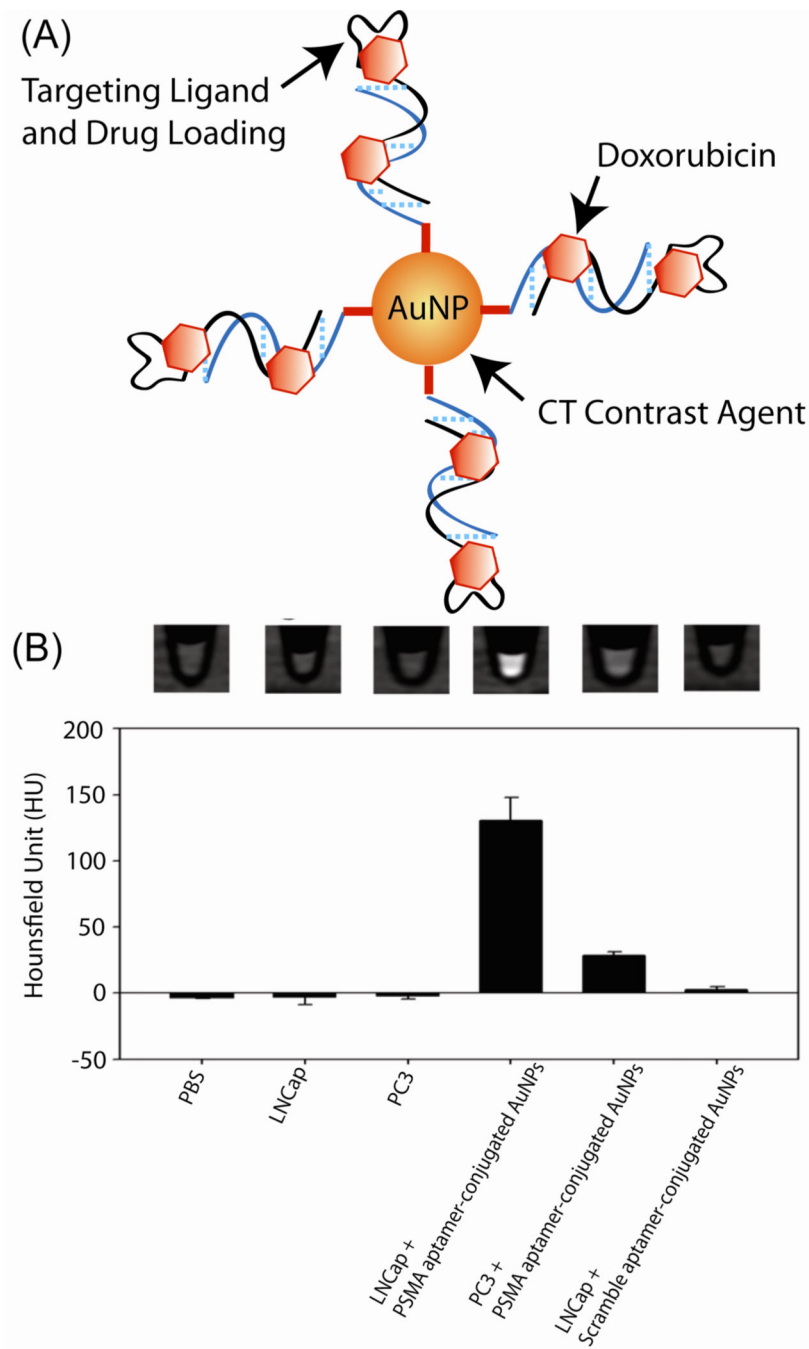 (A)
Targeting Ligand
and Drug Loading
Doxorubicin
AuNP
CT Contrast Agent
(B)
Hounsfield Unit (HU)
200
150
100
50
0
-50
PBS
LNCap
PC3
LNCap +
PSMA aptamer-conjugated AuNPs
PC3 +
PSMA aptamer-conjugated AuNPs
LNCap +
Scramble aptamer-conjugated AuNPs